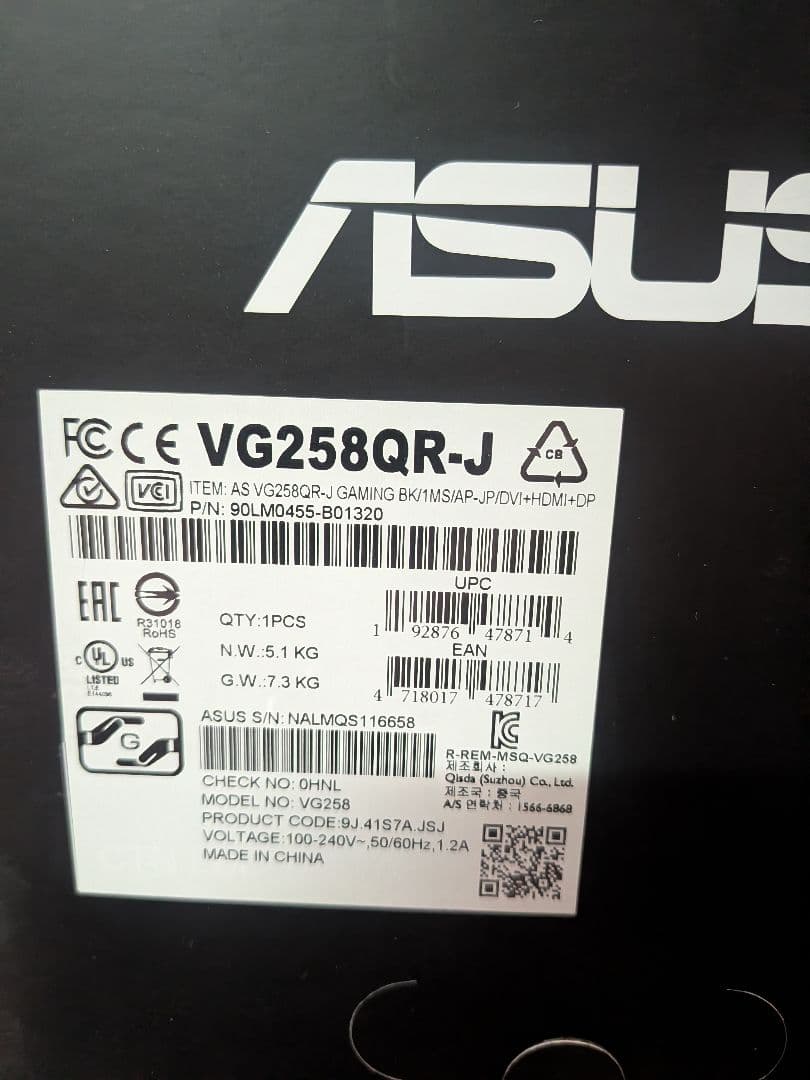 ASUS
FC CE VG258QR-J CB
VCI ITEM: AS VG258QR-J GAMING BK/1MS/AP-JP/DVI+HDMI+DP
P/N: 90LM0455-B01320
UPC
EAC R31018 RoHS
QTY:1PCS
1 92876 47871 4
N.W.:5.1 KG
EAN
c UL US LISTED
G.W.:7.3 KG
4 718017 478717
G
ASUS S/N: NALMQS116658
KC
R-REM-MSQ-VG258
제조회사 :
Qisda (Suzhou) Co., Ltd.
제조국 : 중국
A/S 연락처 : 1566-6868
CHECK NO: 0HNL
MODEL NO: VG258
PRODUCT CODE:9J.41S7A.JSJ
VOLTAGE:100-240V~,50/60Hz,1.2A
MADE IN CHINA